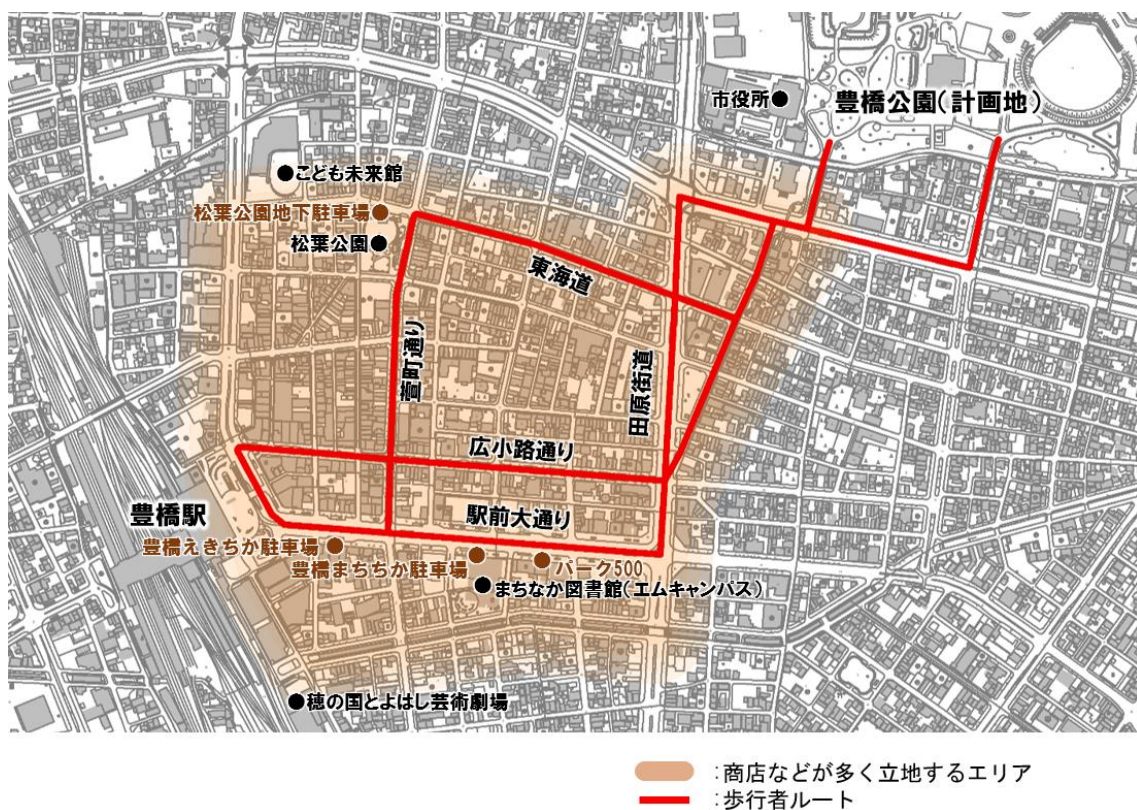 市役所
豊橋公園(計画地)
こども未来館
松葉公園地下駐車場
松葉公園
東海道
萱町通り
田原街道
広小路通り
豊橋駅
駅前大通り
豊橋えきちか駐車場
豊橋まちちか駐車場
パーク500
まちなか図書館(エムキャンパス)
穂の国とよはし芸術劇場
:商店などが多く立地するエリア
:歩行者ルート